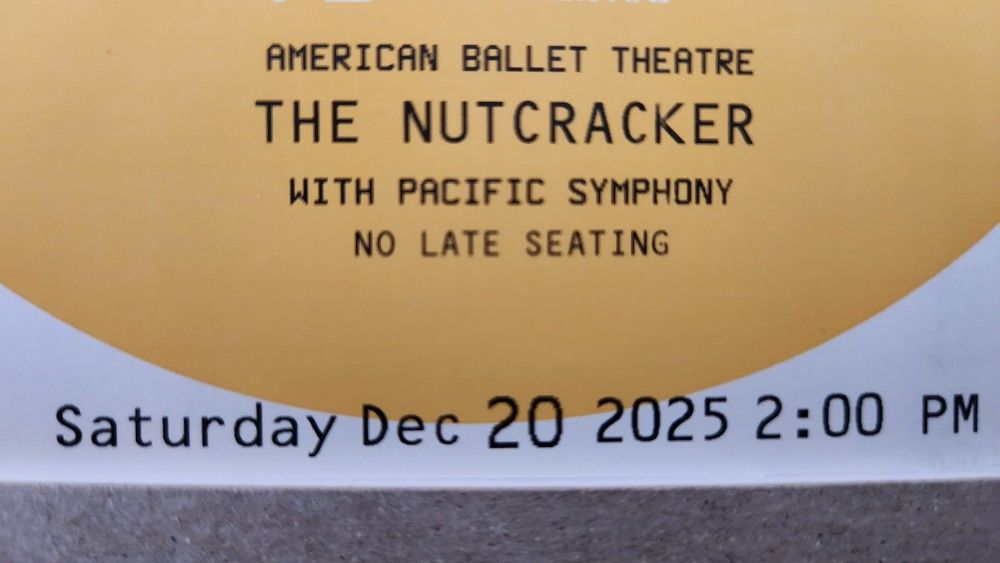 AMERICAN BALLET THEATRE
THE NUTCRACKER
WITH PACIFIC SYMPHONY
NO LATE SEATING
Saturday Dec 20 2025 2:00 PM